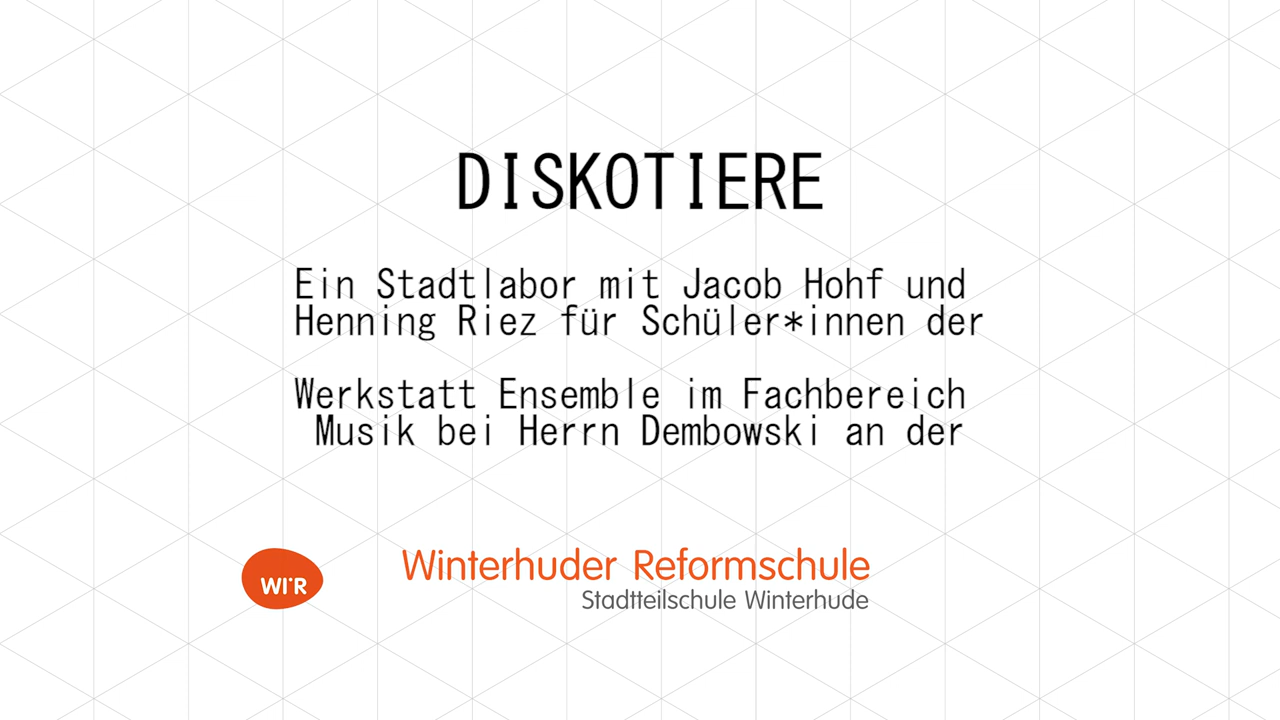 DISKOTIERE
Ein Stadtlabor mit Jacob Hohf und
Henning Riez für Schüler*innen der
Werkstatt Ensemble im Fachbereich
Musik bei Herrn Dembowski an der
WI*R
Winterhuder Reformschule
Stadtteilschule Winterhude